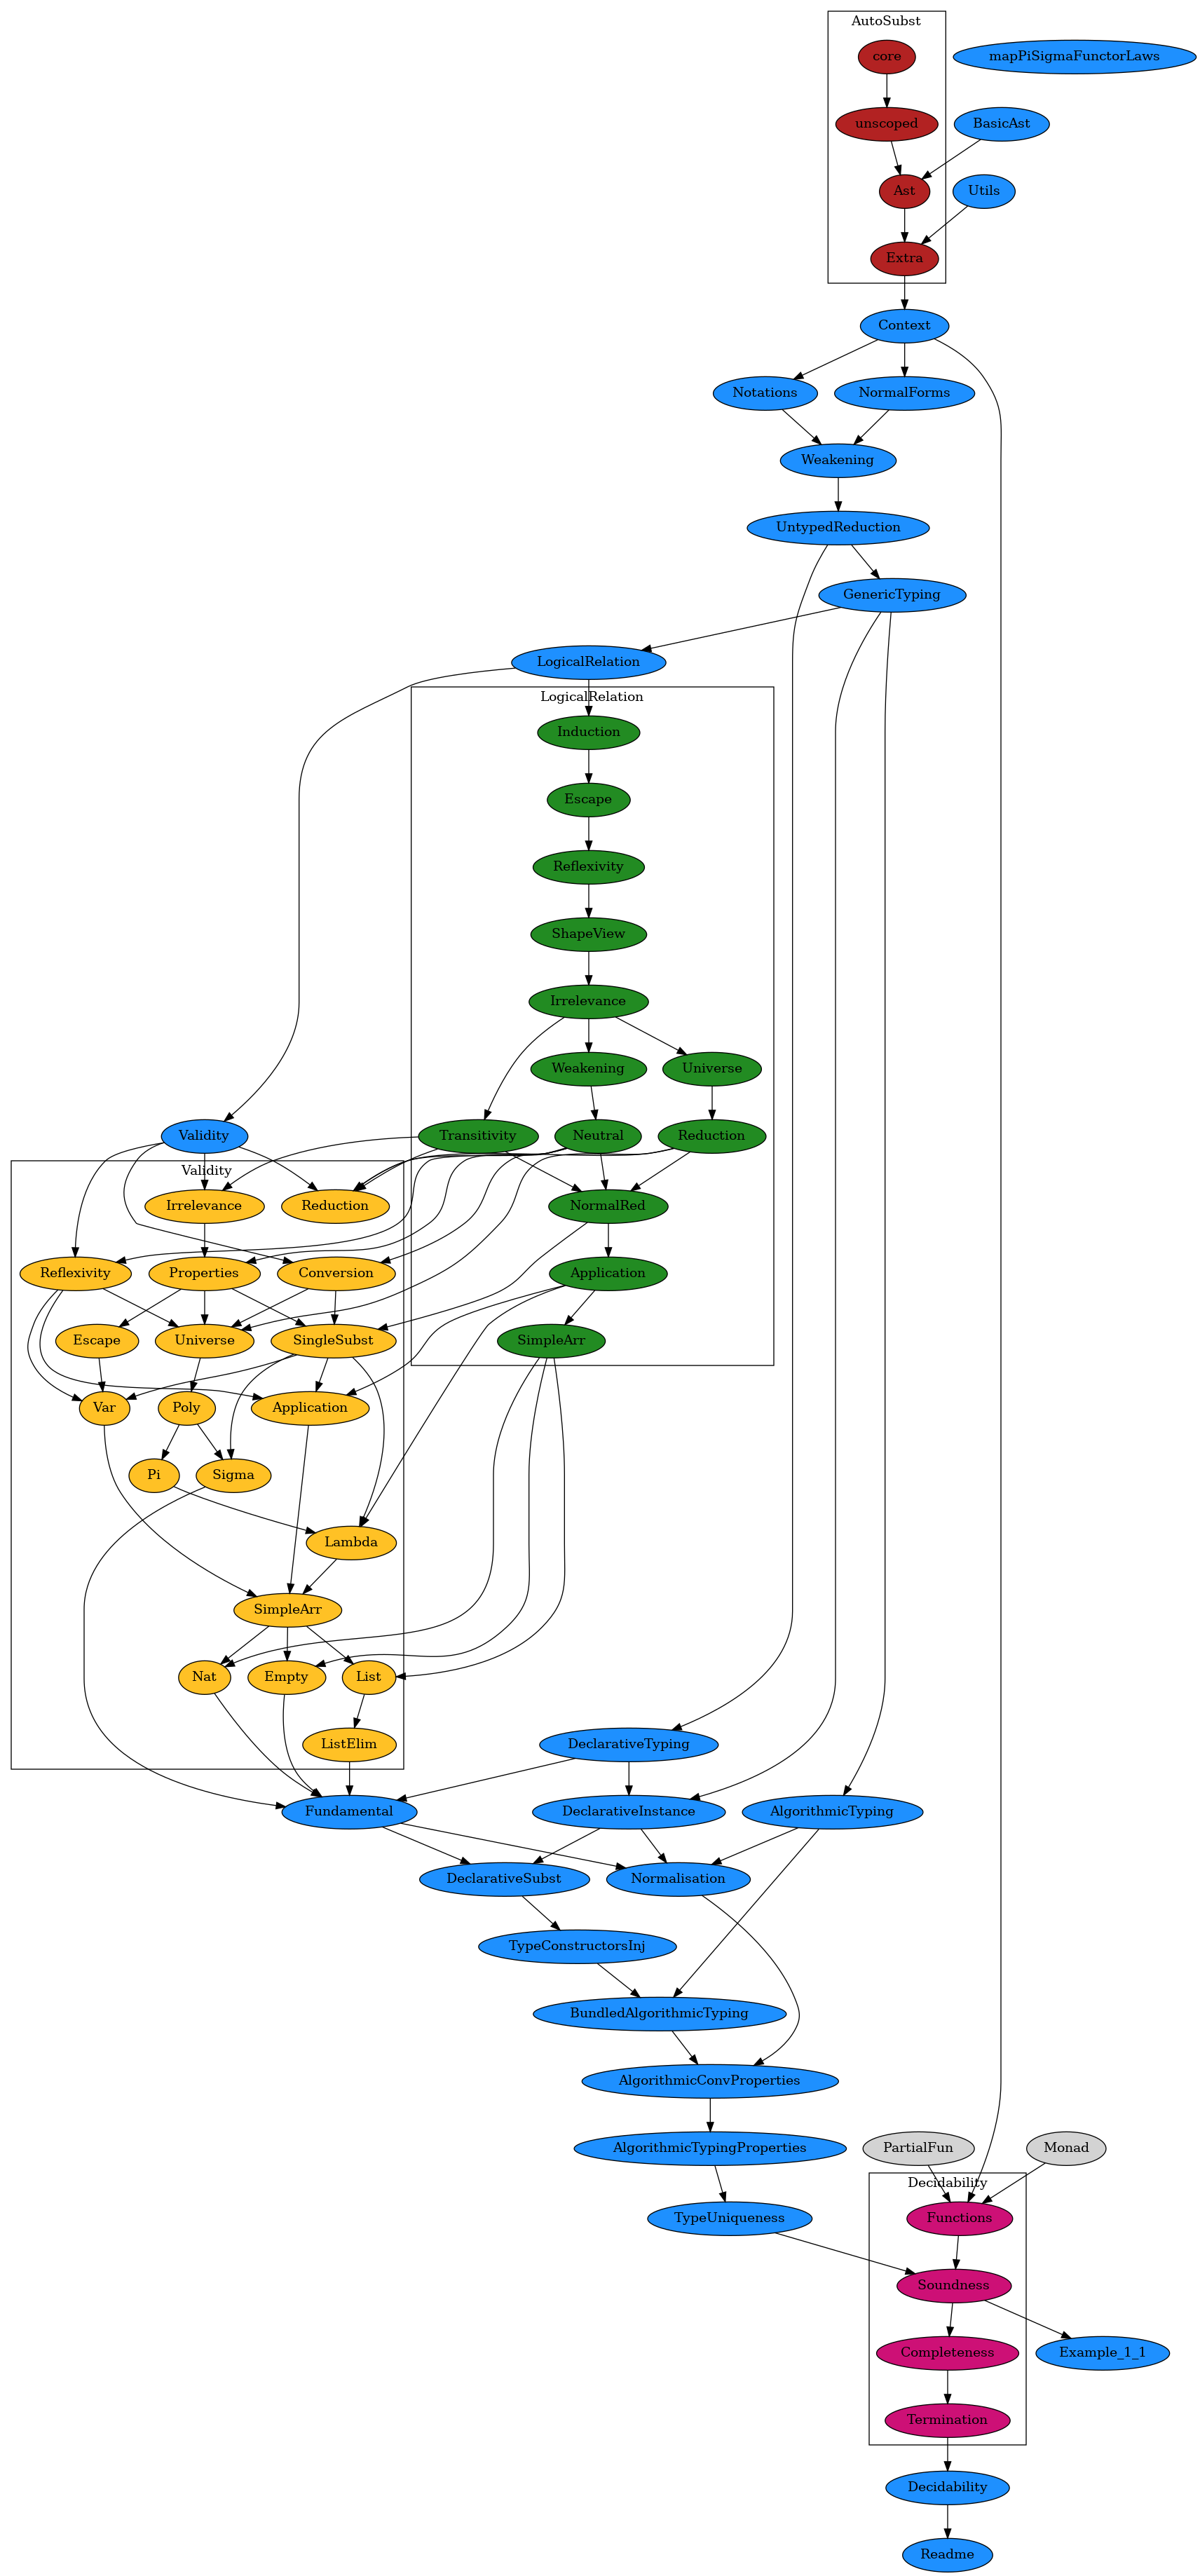 AutoSubst
core
mapPiSigmaFunctorLaws
unscoped
BasicAst
Ast
Utils
Extra
Context
Notations
NormalForms
Weakening
UntypedReduction
GenericTyping
LogicalRelation
LogicalRelation
Induction
Escape
Reflexivity
ShapeView
Irrelevance
Weakening
Universe
Validity
Transitivity
Neutral
Reduction
Validity
Irrelevance
Reduction
NormalRed
Reflexivity
Properties
Conversion
Application
Escape
Universe
SingleSubst
SimpleArr
Var
Poly
Application
Pi
Sigma
Lambda
SimpleArr
Nat
Empty
List
ListElim
DeclarativeTyping
Fundamental
DeclarativeInstance
AlgorithmicTyping
DeclarativeSubst
Normalisation
TypeConstructorsInj
BundledAlgorithmicTyping
AlgorithmicConvProperties
AlgorithmicTypingProperties
PartialFun
Monad
Decidability
TypeUniqueness
Functions
Soundness
Completeness
Example_1_1
Termination
Decidability
Readme